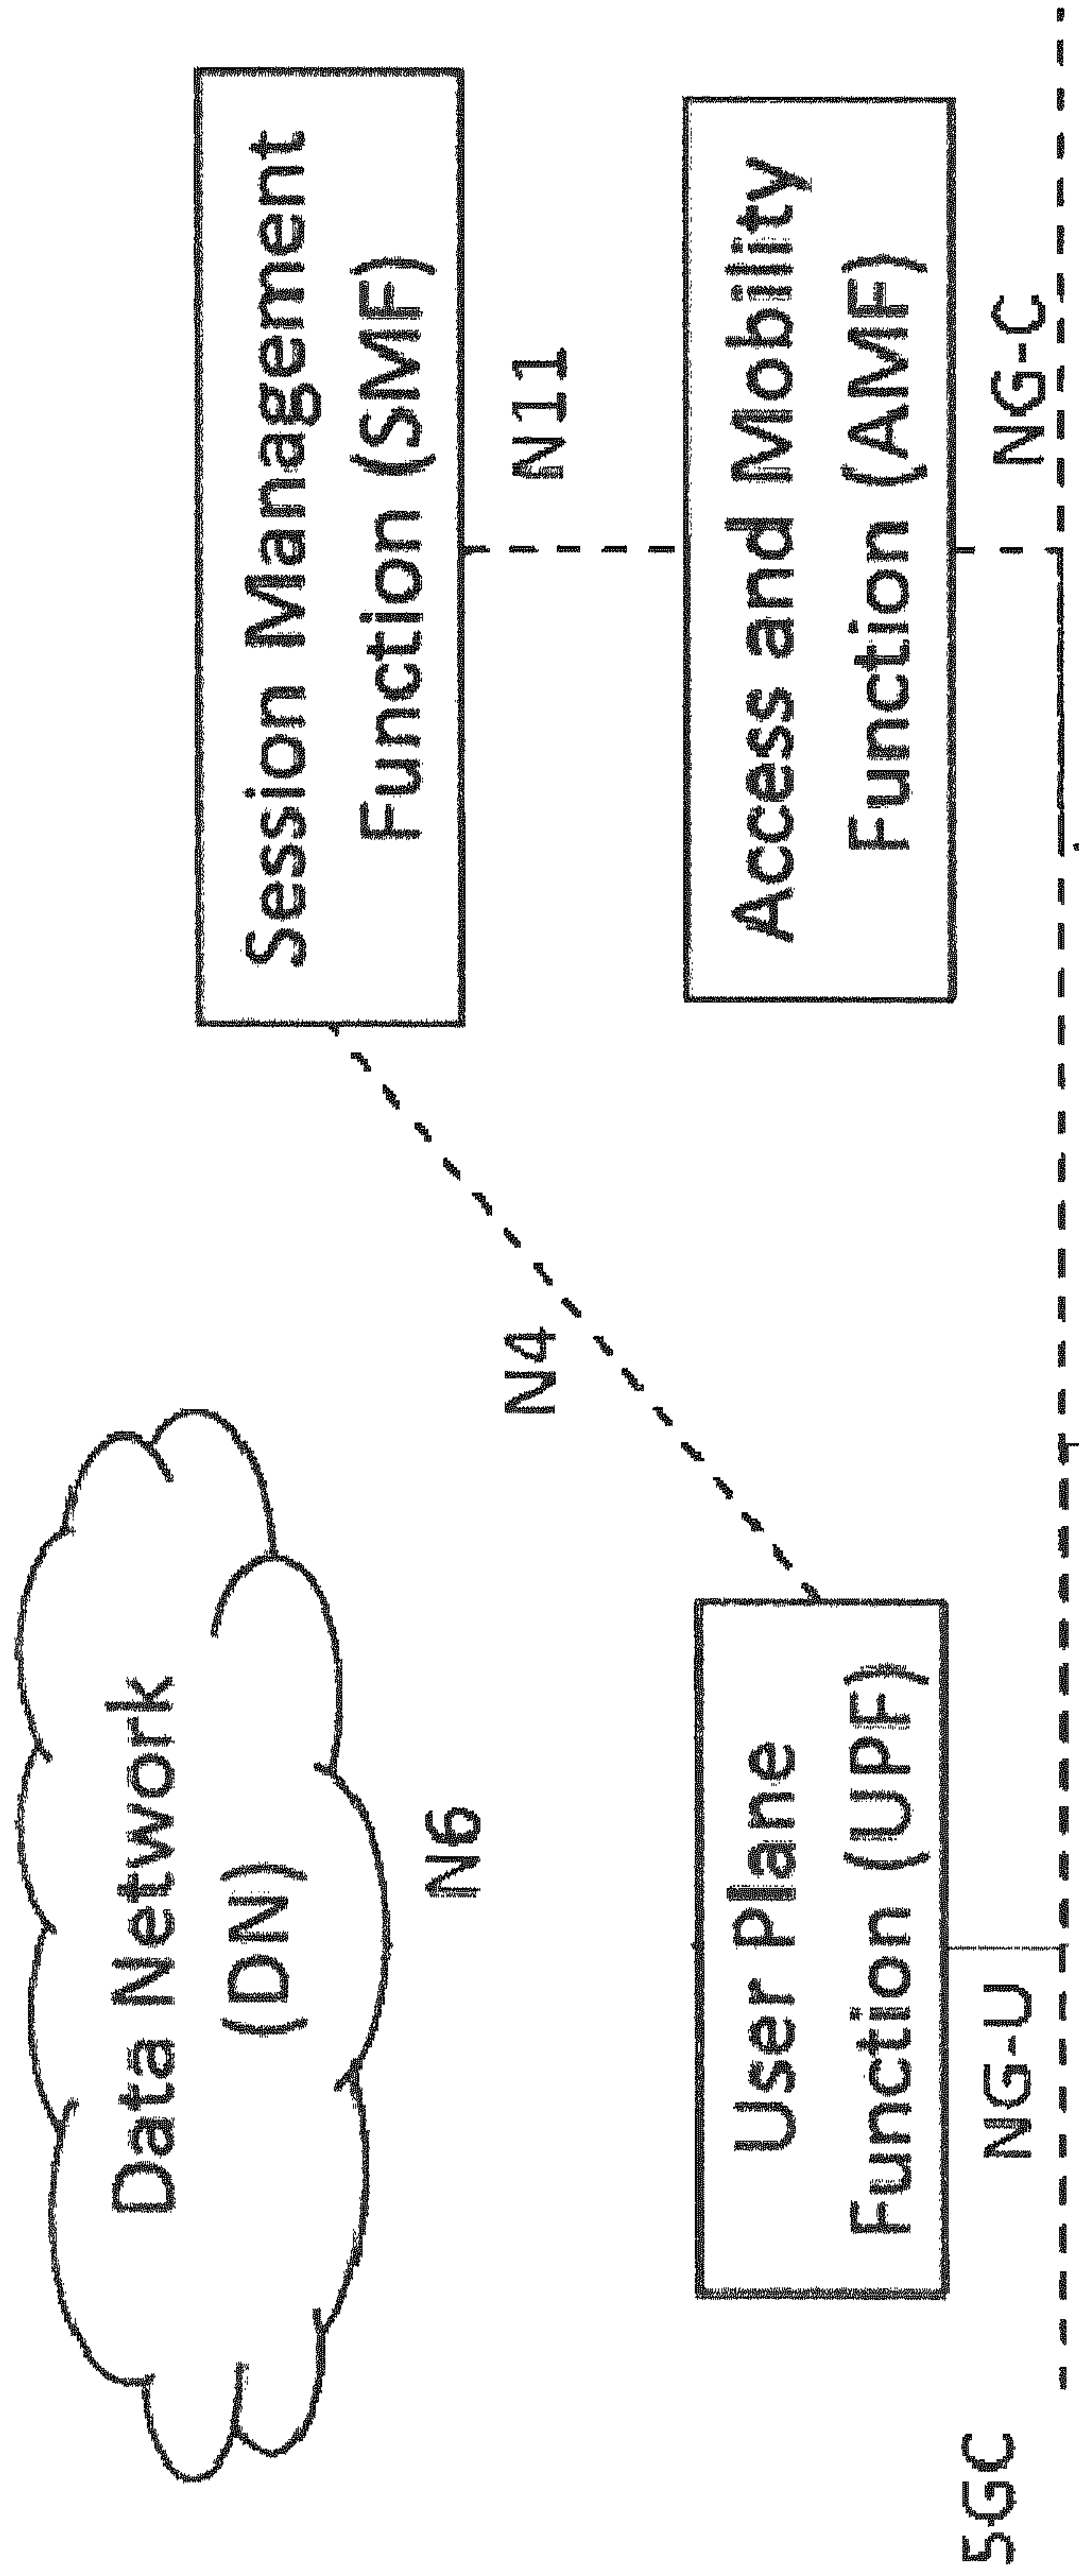 Data Network
(DN)
Session Management
Function (SMF)
N6
N4
N11
User Plane
Function (UPF)
Access and Mobility
Function (AMF)
NG-U
NG-C
5GC